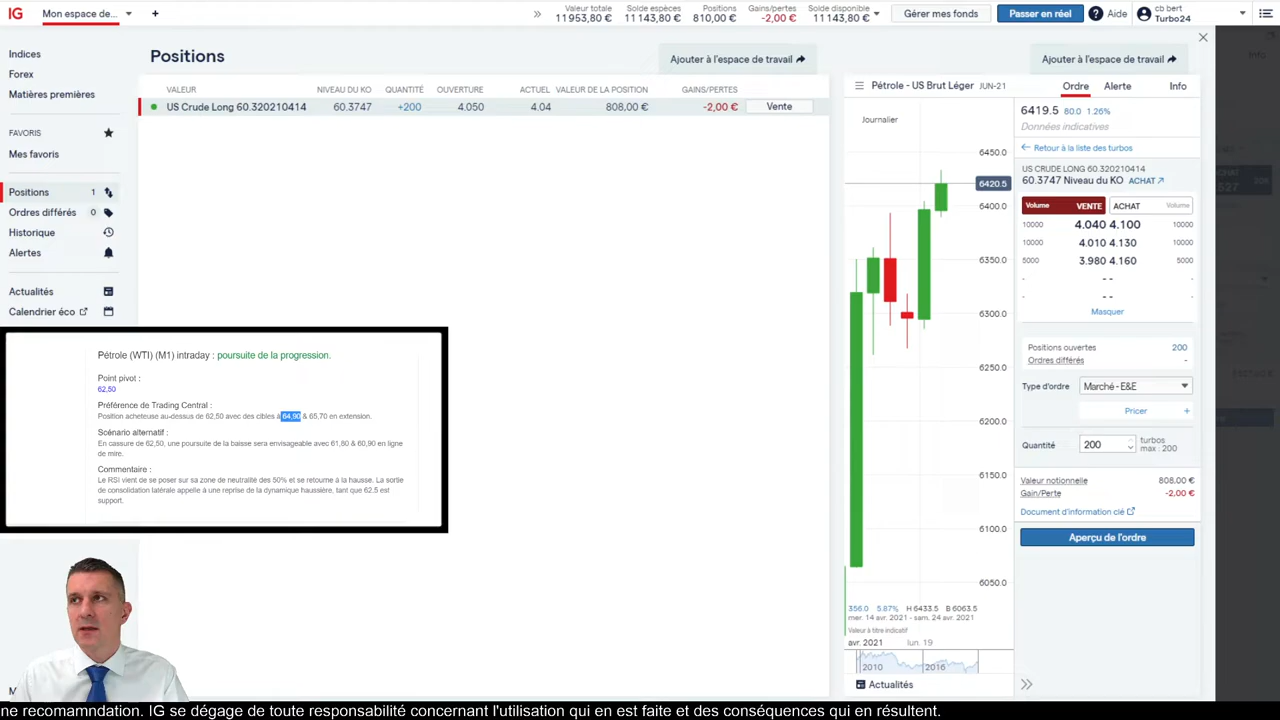 IG
Mon espace de...
+
Valeur totale
11 953,80 €
Solde espèces
11 143,80 €
Positions
810,00 €
Gains/pertes
-2,00 €
Solde disponible
11 143,80 €
Gérer mes fonds
Passer en réel
Aide
cb bert
Turbo24
Indices
Forex
Matières premières
FAVORIS
Mes favoris
Positions 1
Ordres différés 0
Historique
Alertes
Actualités
Calendrier éco
Positions
Ajouter à l'espace de travail
VALEUR NIVEAU DU KO QUANTITÉ OUVERTURE ACTUEL VALEUR DE LA POSITION GAINS/PERTES
US Crude Long 60.320210414 60.3747 +200 4.050 4.04 808,00 € -2,00 € Vente
Pétrole (WTI) (M1) intraday : poursuite de la progression.
Point pivot :
62,50
Préférence de Trading Central :
Position acheteuse au-dessus de 62,50 avec des cibles à 64,90 & 65,70 en extension.
Scénario alternatif :
En cassure de 62,50, une poursuite de la baisse sera envisageable avec 61,80 & 60,90 en ligne
de mire.
Commentaire :
Le RSI vient de se poser sur sa zone de neutralité des 50% et se retourne à la hausse. La sortie
de consolidation latérale appelle à une reprise de la dynamique haussière, tant que 62.5 est
support.
Ajouter à l'espace de travail
Pétrole - US Brut Léger JUN-21
Ordre Alerte Info
Journalier
6450.0
6420.5
6400.0
6350.0
6300.0
6250.0
6200.0
6150.0
6100.0
6050.0
356.0 5.87% H 6433.5 B 6063.5
mer. 14 avr. 2021 - sam. 24 avr. 2021
Valeur à titre indicatif
avr. 2021 lun. 19
2010 2016
Actualités
6419.5 80.0 1.26%
Données indicatives
Retour à la liste des turbos
US CRUDE LONG 60.320210414
60.3747 Niveau du KO ACHAT
Volume VENTE ACHAT Volume
10000 4.040 4.100 10000
10000 4.010 4.130 10000
5000 3.980 4.160 5000
- - - -
- - - -
Masquer
Positions ouvertes 200
Ordres différés -
Type d'ordre Marché - E&E
Pricer +
Quantité 200 turbos
max : 200
Valeur notionnelle 808.00 €
Gain/Perte -2,00 €
Document d'information clé
Aperçu de l'ordre
ne recomamndation. IG se dégage de toute responsabilité concernant l'utilisation qui en est faite et des conséquences qui en résultent.